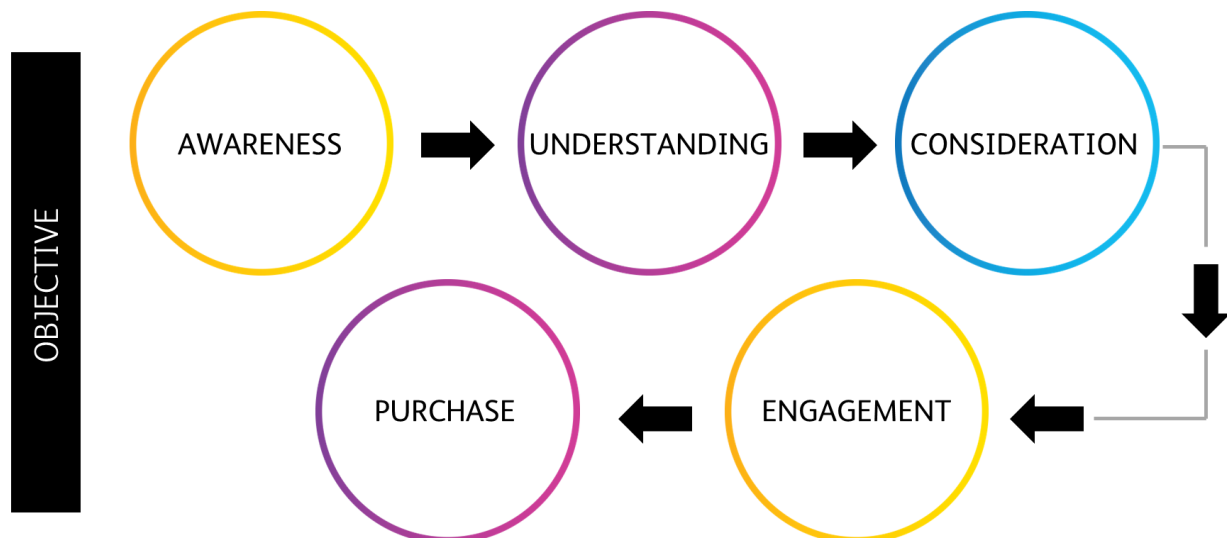 OBJECTIVE
AWARENESS
UNDERSTANDING
CONSIDERATION
ENGAGEMENT
PURCHASE